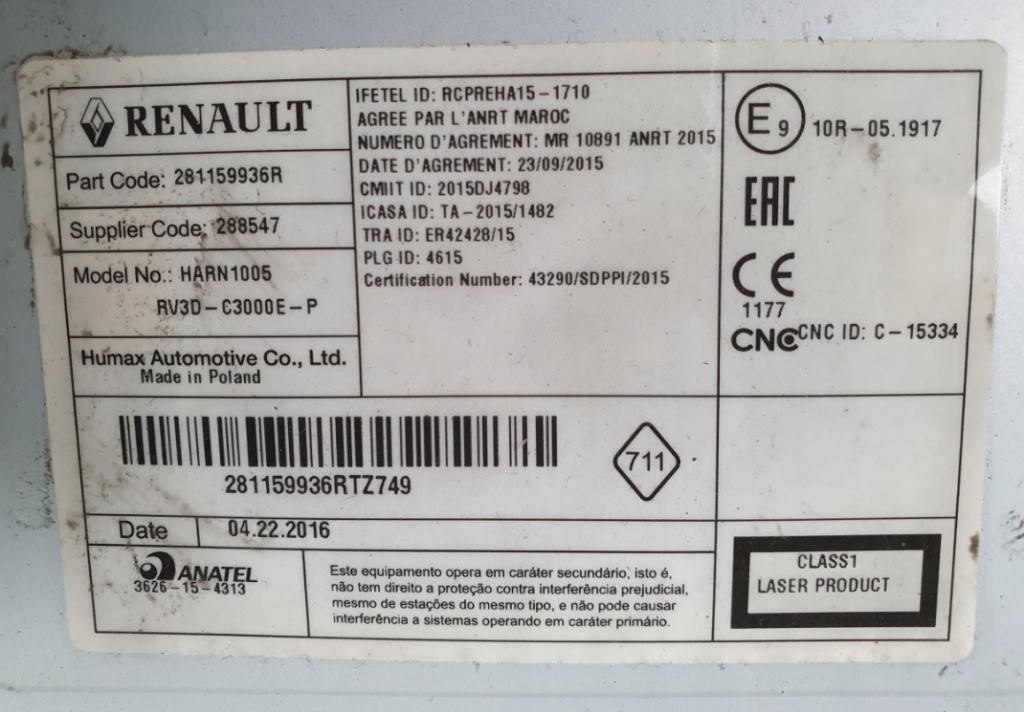 RENAULT
Part Code: 281159936R
Supplier Code: 288547
Model No.: HARN1005
RV3D-C3000E-P
Humax Automotive Co., Ltd.
Made in Poland
IFETEL ID: RCPREHA15-1710
AGREE PAR L'ANRT MAROC
NUMERO D'AGREMENT: MR 10891 ANRT 2015
DATE D'AGREMENT: 23/09/2015
CMIIT ID: 2015DJ4798
ICASA ID: TA-2015/1482
TRA ID: ER42428/15
PLG ID: 4615
Certification Number: 43290/SDPPI/2015
E9 10R-05.1917
EAC
CE
1177
CNC CNC ID: C-15334
281159936RTZ749
711
Date 04.22.2016
ANATEL
3626-15-4313
Este equipamento opera em caráter secundário, isto é,
não tem direito a proteção contra interferência prejudicial,
mesmo de estações do mesmo tipo, e não pode causar
interferência a sistemas operando em caráter primário.
CLASS1
LASER PRODUCT